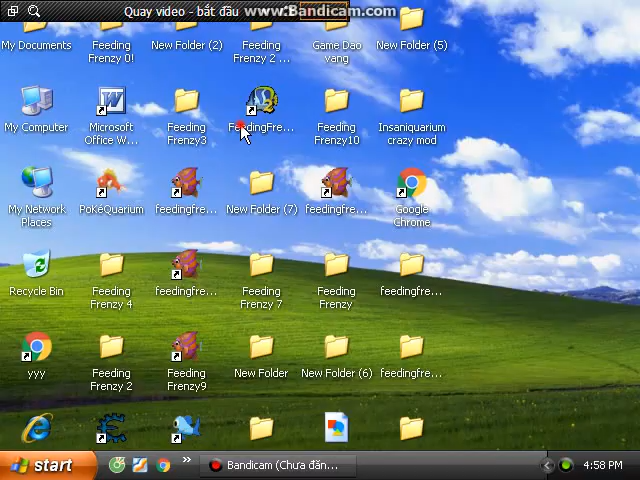 Quay video - bắt đầu
www.Bandicam.com
My Documents
Feeding
Frenzy 0!
New Folder (2)
Feeding
Frenzy 2 ...
Game Dao
vang
New Folder (5)
My Computer
Microsoft
Office W...
Feeding
Frenzy3
FeedingFre...
Feeding
Frenzy10
Insaniquarium
crazy mod
My Network
Places
PoKéQuarium
feedingfre...
New Folder (7)
feedingfre...
Google
Chrome
Recycle Bin
Feeding
Frenzy 4
feedingfre...
Feeding
Frenzy 7
Feeding
Frenzy
feedingfre...
yyy
Feeding
Frenzy 2
Feeding
Frenzy9
New Folder
New Folder (6)
feedingfre...
start
»
Bandicam (Chưa đăn...
4:58 PM